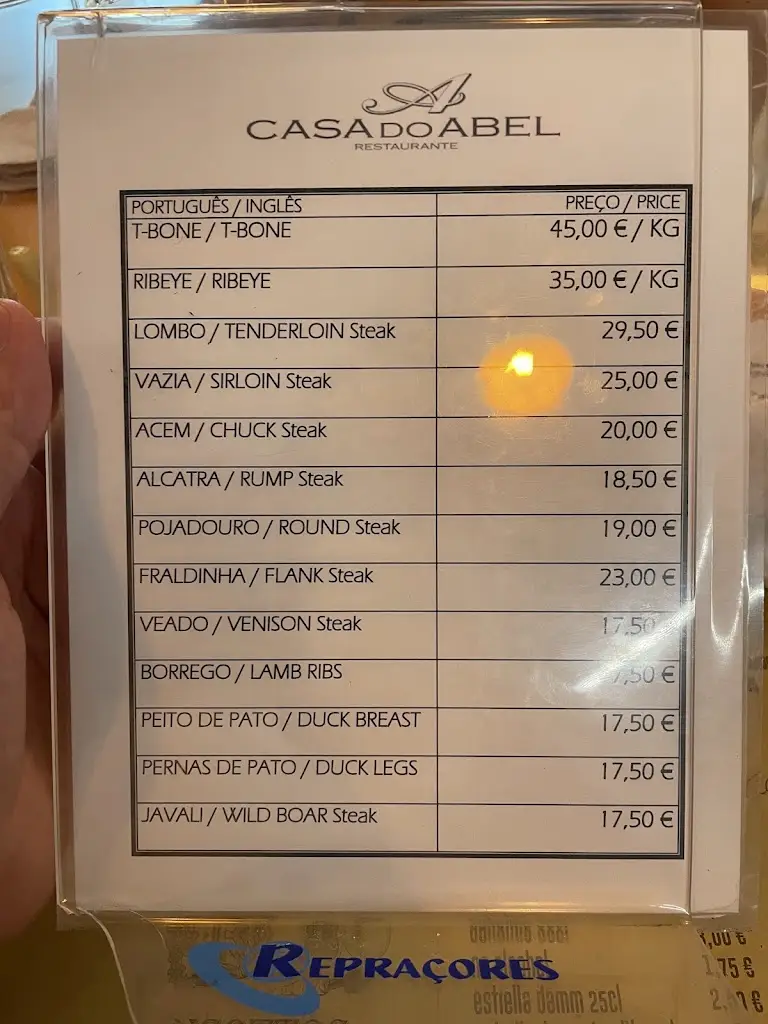 A
CASA DO ABEL
RESTAURANTE
PORTUGUÊS / INGLÊS PREÇO / PRICE
T-BONE / T-BONE 45,00 € / KG
RIBEYE / RIBEYE 35,00 € / KG
LOMBO / TENDERLOIN Steak 29,50 €
VAZIA / SIRLOIN Steak 25,00 €
ACEM / CHUCK Steak 20,00 €
ALCATRA / RUMP Steak 18,50 €
POJADOURO / ROUND Steak 19,00 €
FRALDINHA / FLANK Steak 23,00 €
VEADO / VENISON Steak 17,50
BORREGO / LAMB RIBS
PEITO DE PATO / DUCK BREAST 17,50 €
PERNAS DE PATO / DUCK LEGS 17,50 €
JAVALI / WILD BOAR Steak 17,50 €
REPRAÇORES
1,75 €
estrella damm 25cl